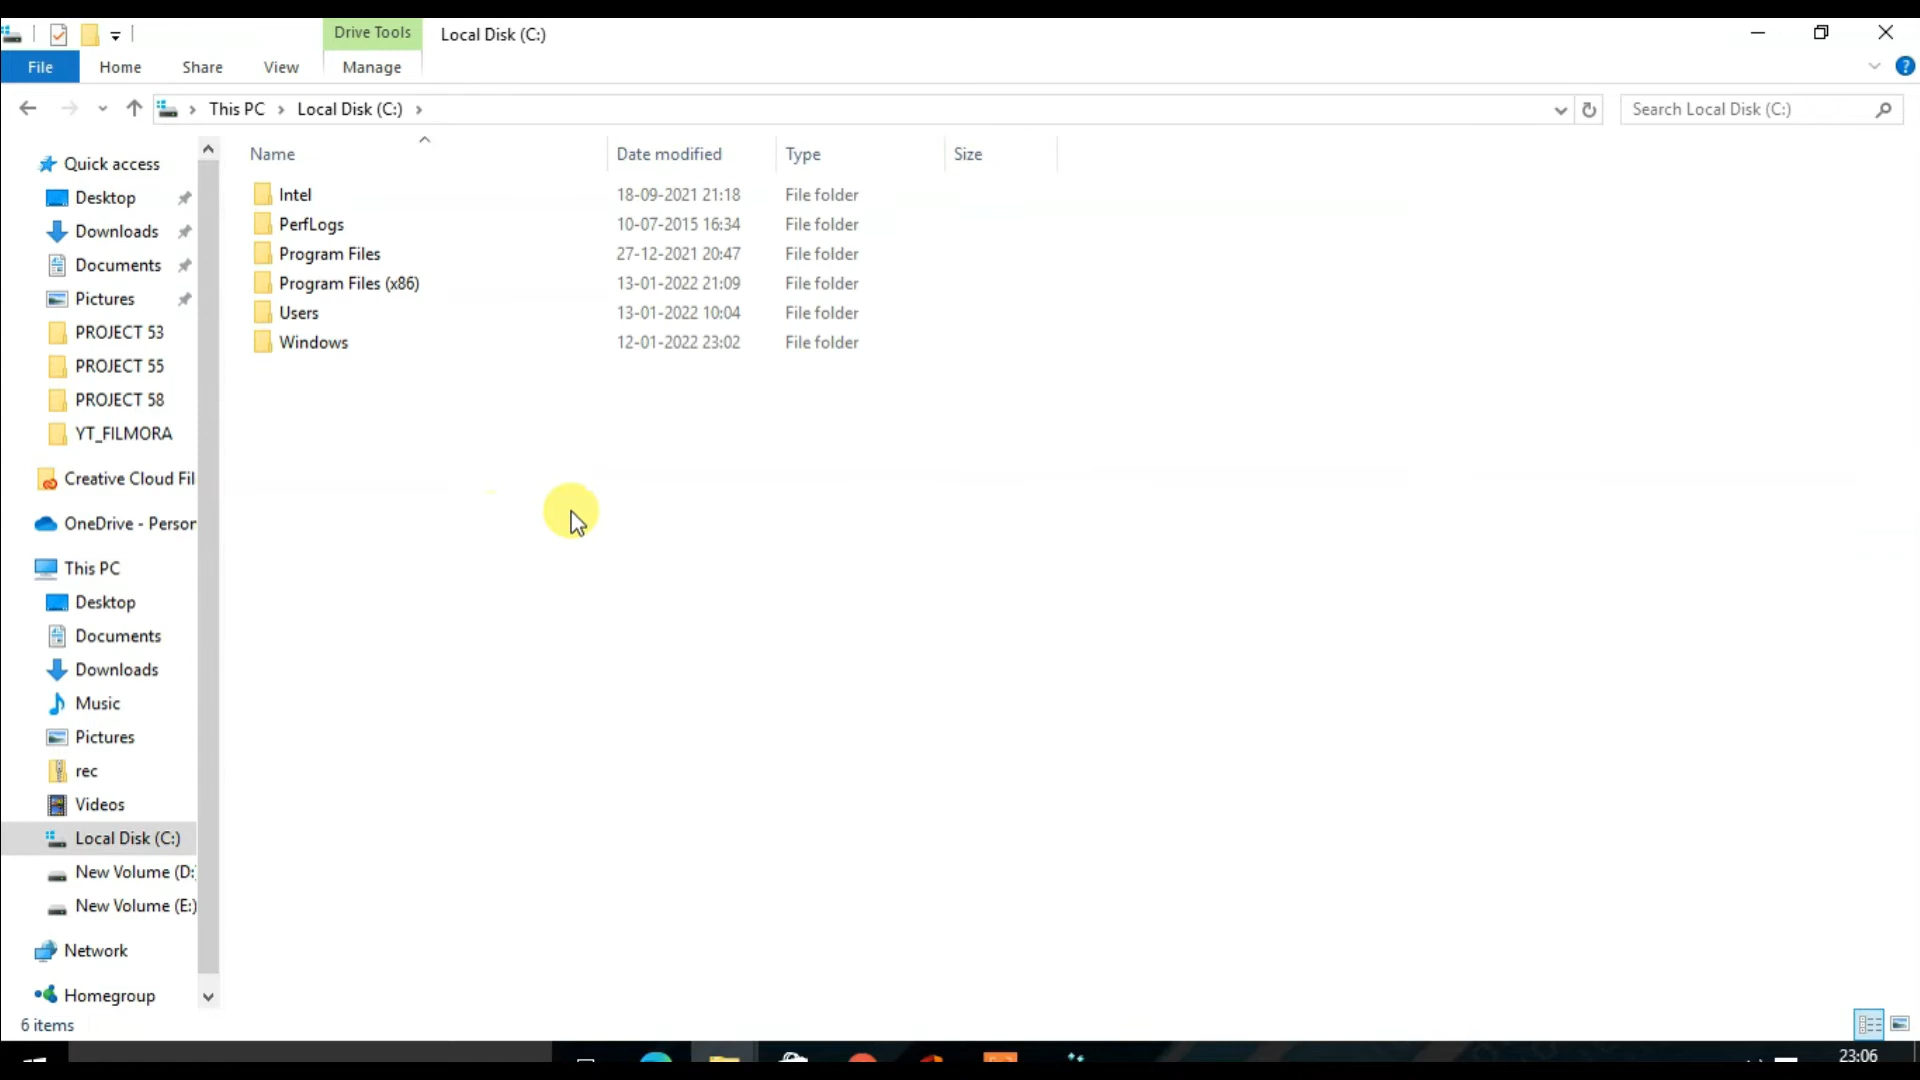 Drive Tools
Local Disk (C:)
File
Home
Share
View
Manage
This PC
Local Disk (C:)
Search Local Disk (C:)
Quick access
Desktop
Downloads
Documents
Pictures
PROJECT 53
PROJECT 55
PROJECT 58
YT_FILMORA
Creative Cloud Fil
OneDrive - Person
This PC
Desktop
Documents
Downloads
Music
Pictures
rec
Videos
Local Disk (C:)
New Volume (D:
New Volume (E:)
Network
Homegroup
Name Date modified Type Size
Intel 18-09-2021 21:18 File folder
PerfLogs 10-07-2015 16:34 File folder
Program Files 27-12-2021 20:47 File folder
Program Files (x86) 13-01-2022 21:09 File folder
Users 13-01-2022 10:04 File folder
Windows 12-01-2022 23:02 File folder
6 items
23:06